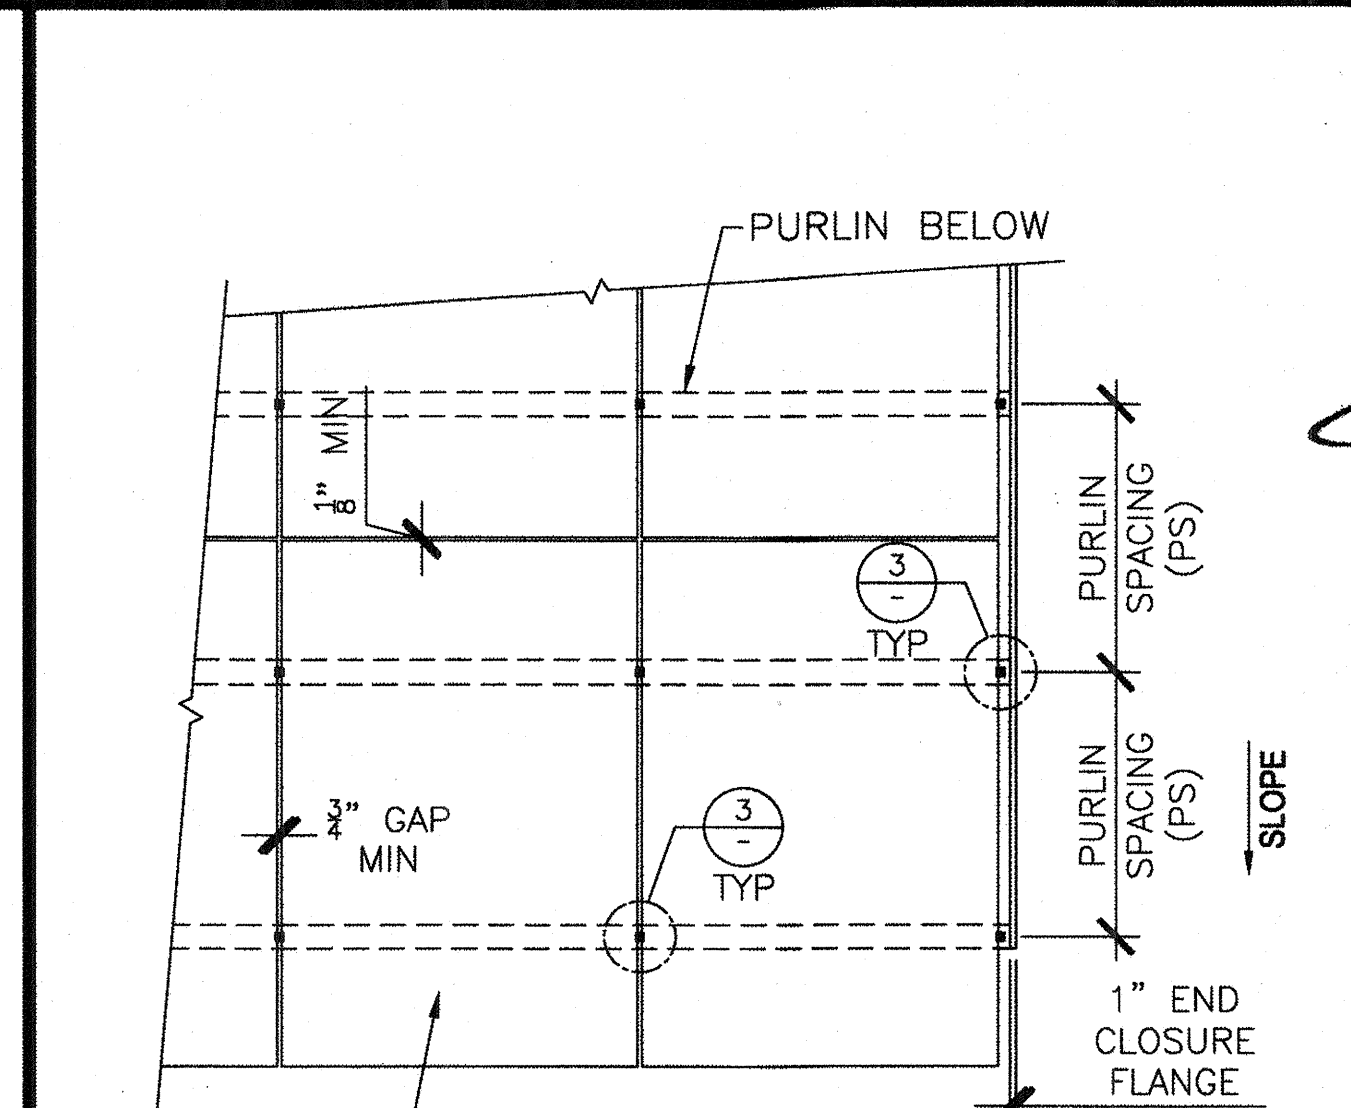 PURLIN BELOW
1/8" MIN
PURLIN
SPACING
(PS)
3
-
TYP
PURLIN
SPACING
(PS)
SLOPE
3/4" GAP
MIN
3
-
TYP
1" END
CLOSURE
FLANGE